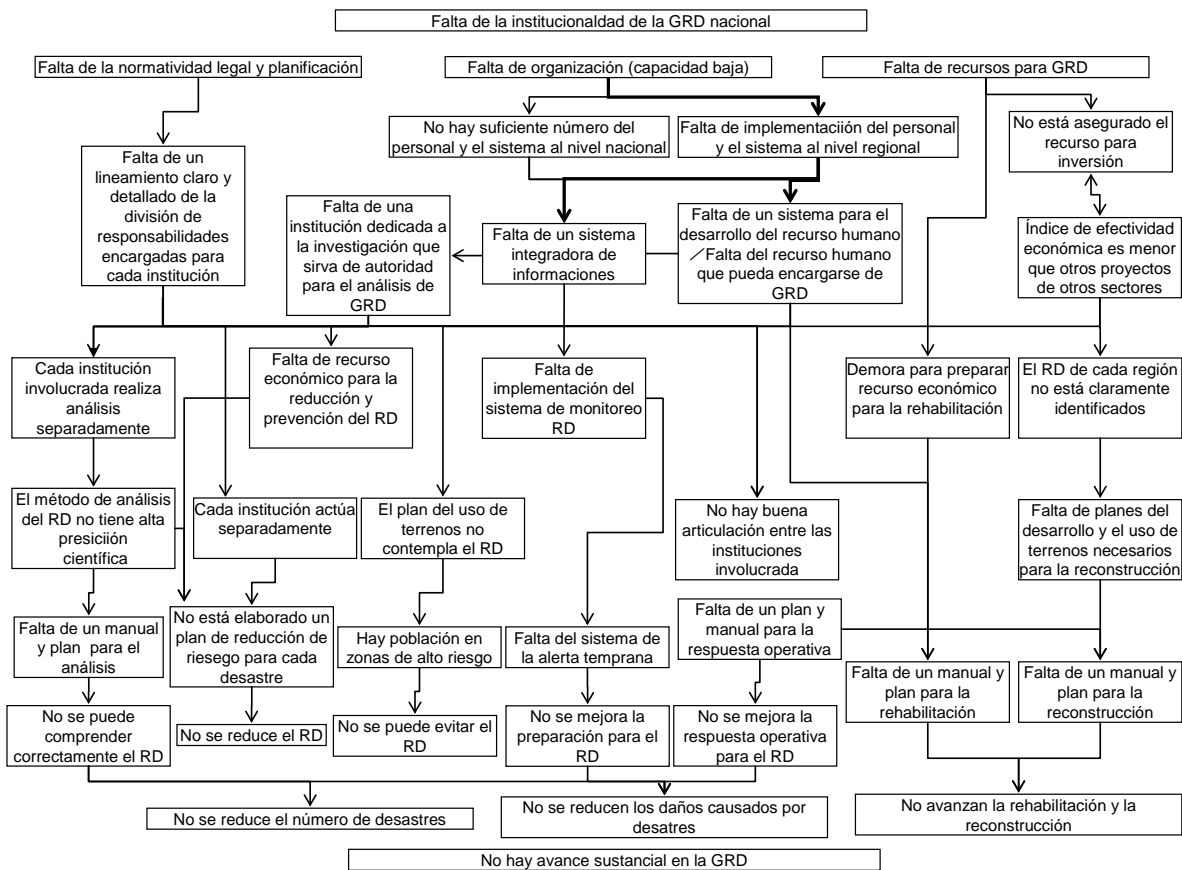 Falta de la institucionaldad de la GRD nacional
Falta de la normatividad legal y planificación
Falta de organización (capacidad baja)
Falta de recursos para GRD
No hay suficiente número del
personal y el sistema al nivel nacional
Falta de implementaciión del personal
y el sistema al nivel regional
No está asegurado el
recurso para
inversión
Falta de un
lineamiento claro y
detallado de la
división de
responsabilidades
encargadas para
cada institución
Falta de una
institución dedicada a
la investigación que
sirva de autoridad
para el análisis de
GRD
Falta de un sistema
integradora de
informaciones
Falta de un sistema para el
desarrollo del recurso humano
／Falta del recurso humano
que pueda encargarse de
GRD
Índice de efectividad
económica es menor
que otros proyectos
de otros sectores
Cada institución
involucrada realiza
análisis
separadamente
Falta de recurso
económico para la
reducción y
prevención del RD
Falta de
implementación del
sistema de monitoreo
RD
Demora para preparar
recurso económico
para la rehabilitación
El RD de cada región
no está claramente
identificados
El método de análisis
del RD no tiene alta
presiciión
científica
Cada institución actúa
separadamente
El plan del uso de
terrenos no
contempla el RD
No hay buena
articulación entre las
instituciones
involucrada
Falta de planes del
desarrollo y el uso de
terrenos necesarios
para la reconstrucción
Falta de un manual
y plan para el
análisis
No está elaborado un
plan de reducción de
riesego para cada
desastre
Hay población en
zonas de alto riesgo
Falta del sistema de
la alerta temprana
Falta de un plan y
manual para la
respuesta operativa
Falta de un manual y
plan para la
rehabilitación
Falta de un manual y
plan para la
reconstrucción
No se puede
comprender
correctamente el RD
No se reduce el RD
No se puede evitar el
RD
No se mejora la
preparación para el
RD
No se mejora la
respuesta operativa
para el RD
No se reduce el número de desastres
No se reducen los daños causados por
desatres
No avanzan la rehabilitación y la
reconstrucción
No hay avance sustancial en la GRD